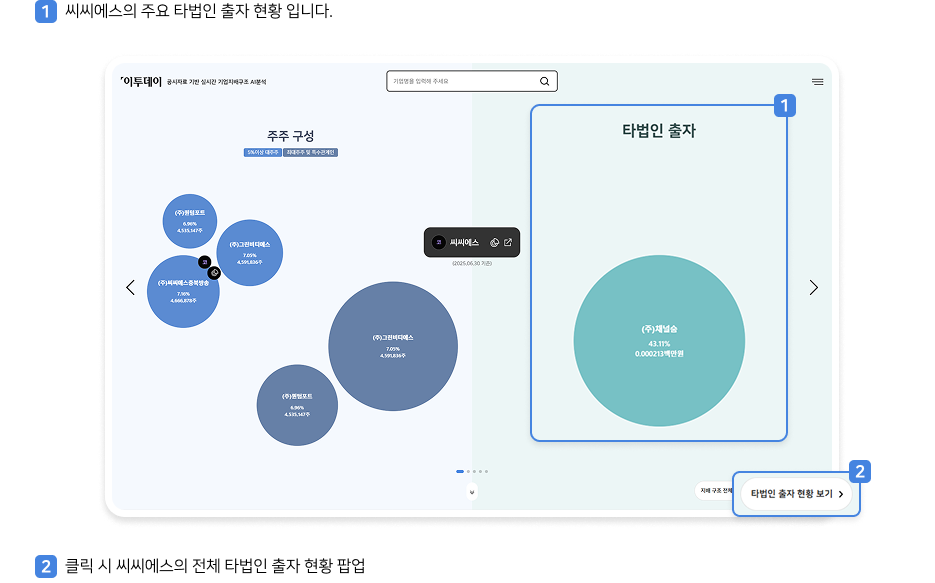 1 씨씨에스의 주요 타법인 출자 현황 입니다.
이투데이 공시자료 기반 실시간 기업지배구조 AI분석
기업명을 입력해 주세요
1
주주 구성
5%이상 대주주 최대주주 및 특수관계인
타법인 출자
(주)퀀텀포트
6.96%
4,535,147주
(주)그린비티에스
7.05%
4,591,836주
(주)씨씨에스충북방송
7.16%
4,666,878주
씨씨에스
(2025.06.30 기준)
(주)그린비티에스
7.05%
4,591,836주
(주)퀀텀포트
6.96%
4,535,147주
(주)채널숨
43.11%
0.000213백만원
2
지배 구조 전체
타법인 출자 현황 보기
2 클릭 시 씨씨에스의 전체 타법인 출자 현황 팝업